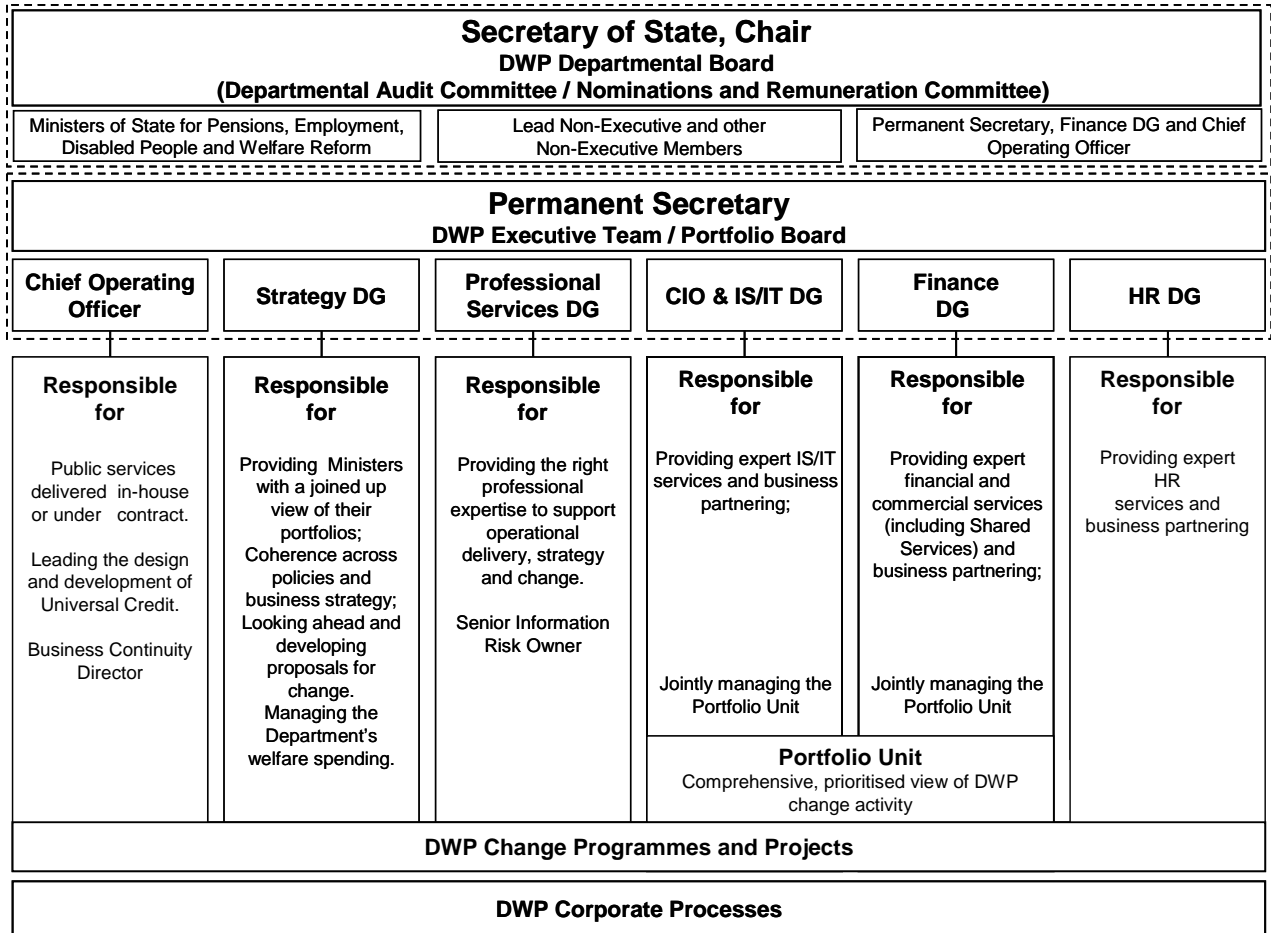 Secretary of State, Chair
DWP Departmental Board
(Departmental Audit Committee / Nominations and Remuneration Committee)
Ministers of State for Pensions, Employment,
Disabled People and Welfare Reform
Lead Non-Executive and other
Non-Executive Members
Permanent Secretary, Finance DG and Chief
Operating Officer
Permanent Secretary
DWP Executive Team / Portfolio Board
Chief Operating
Officer
Strategy DG
Professional
Services DG
CIO & IS/IT DG
Finance
DG
HR DG
Responsible
for
Public services
delivered in-house
or under contract.
Leading the design
and development of
Universal Credit.
Business Continuity
Director
Responsible
for
Providing Ministers
with a joined up
view of their
portfolios;
Coherence across
policies and
business strategy;
Looking ahead and
developing
proposals for
change.
Managing the
Department's
welfare spending.
Responsible
for
Providing the right
professional
expertise to support
operational
delivery, strategy
and change.
Senior Information
Risk Owner
Responsible
for
Providing expert IS/IT
services and business
partnering;
Jointly managing the
Portfolio Unit
Responsible
for
Providing expert
financial and
commercial services
(including Shared
Services) and
business partnering;
Jointly managing the
Portfolio Unit
Responsible
for
Providing expert
HR
services and
business partnering
Portfolio Unit
Comprehensive, prioritised view of DWP
change activity
DWP Change Programmes and Projects
DWP Corporate Processes